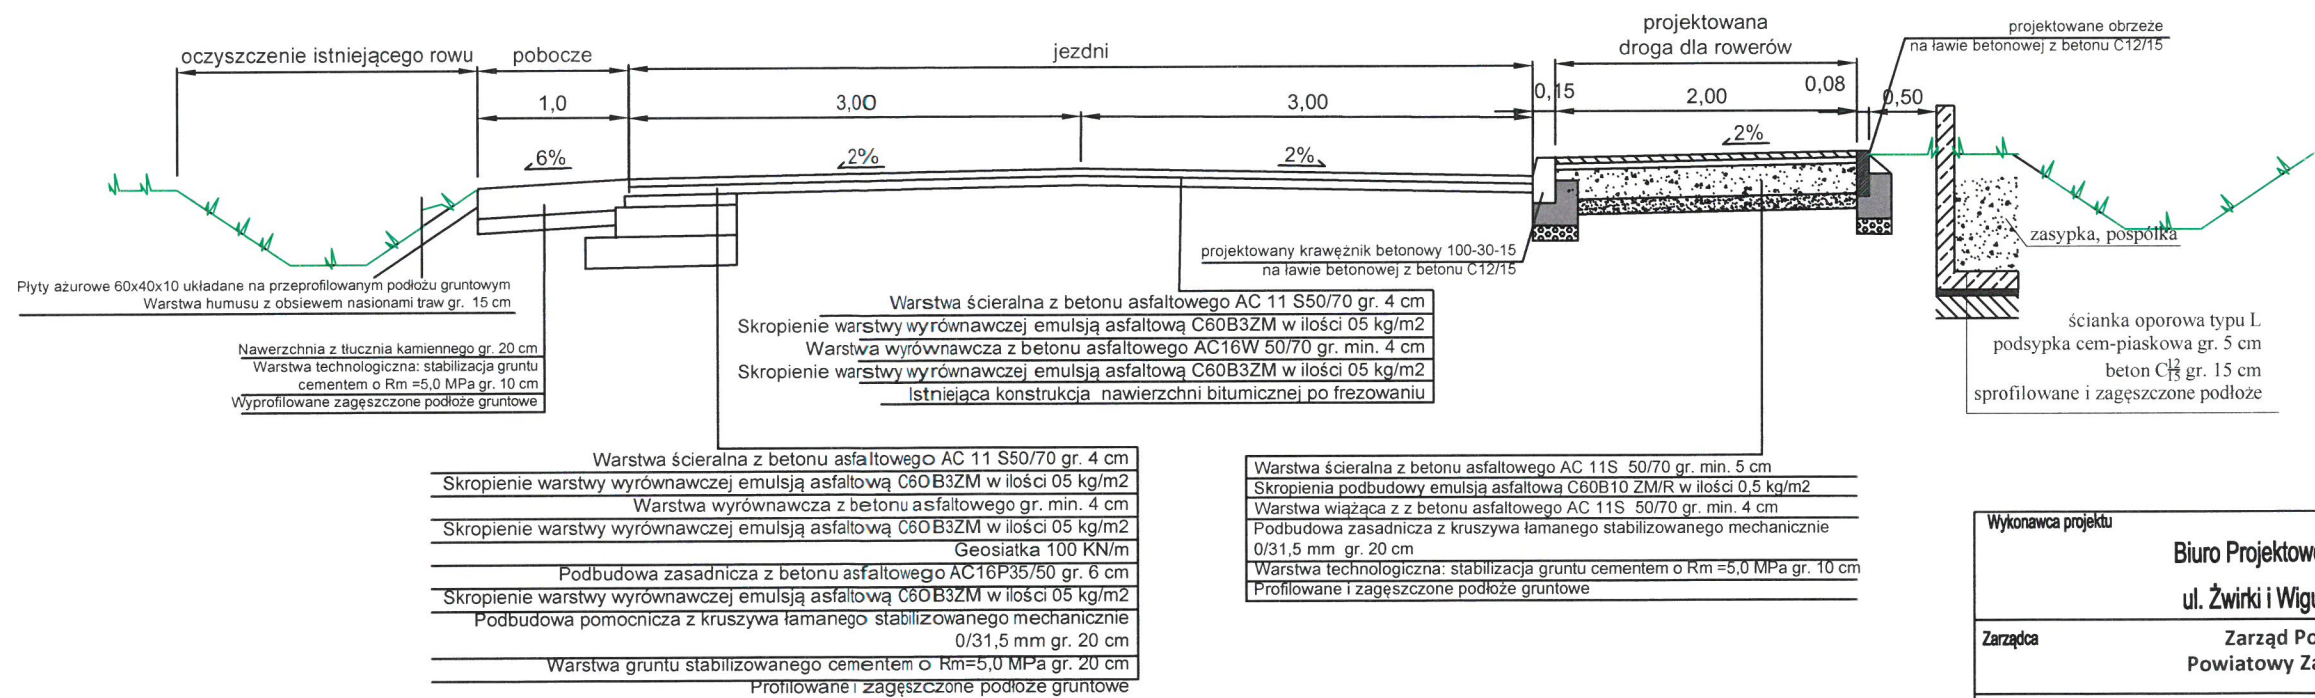 oczyszczenie istniejącego rowu
pobocze
jezdni
projektowana
droga dla rowerów
projektowane obrzeże
na ławie betonowej z betonu C12/15
1,0
3,00
3,00
0,15
2,00
0,08
0,50
6%
2%
2%
2%
projektowany krawężnik betonowy 100-30-15
na ławie betonowej z betonu C12/15
zasypka, pospółka
Płyty ażurowe 60x40x10 układane na przeprofilowanym podłożu gruntowym
Warstwa humusu z obsiewem nasionami traw gr. 15 cm
Nawerzchnia z tłucznia kamiennego gr. 20 cm
Warstwa technologiczna: stabilizacja gruntu
cementem o Rm =5,0 MPa gr. 10 cm
Wyprofilowane zagęszczone podłoże gruntowe
Warstwa ścieralna z betonu asfaltowego AC 11 S50/70 gr. 4 cm
Skropienie warstwy wyrównawczej emulsją asfaltową C60B3ZM w ilości 05 kg/m2
Warstwa wyrównawcza z betonu asfaltowego AC16W 50/70 gr. min. 4 cm
Skropienie warstwy wyrównawczej emulsją asfaltową C60B3ZM w ilości 05 kg/m2
Istniejąca konstrukcja nawierzchni bitumicznej po frezowaniu
ścianka oporowa typu L
podsypka cem-piaskowa gr. 5 cm
beton C12/15 gr. 15 cm
sprofilowane i zagęszczone podłoże
Warstwa ścieralna z betonu asfaltowego AC 11 S50/70 gr. 4 cm
Skropienie warstwy wyrównawczej emulsją asfaltową C60B3ZM w ilości 05 kg/m2
Warstwa wyrównawcza z betonu asfaltowego gr. min. 4 cm
Skropienie warstwy wyrównawczej emulsją asfaltową C60B3ZM w ilości 05 kg/m2
Geosiatka 100 KN/m
Podbudowa zasadnicza z betonu asfaltowego AC16P35/50 gr. 6 cm
Skropienie warstwy wyrównawczej emulsją asfaltową C60B3ZM w ilości 05 kg/m2
Podbudowa pomocnicza z kruszywa łamanego stabilizowanego mechanicznie
0/31,5 mm gr. 20 cm
Warstwa gruntu stabilizowanego cementem o Rm=5,0 MPa gr. 20 cm
Profilowane i zagęszczone podłoże gruntowe
Warstwa ścieralna z betonu asfaltowego AC 11S 50/70 gr. min. 5 cm
Skropienia podbudowy emulsją asfaltową C60B10 ZM/R w ilości 0,5 kg/m2
Warstwa wiążąca z z betonu asfaltowego AC 11S 50/70 gr. min. 4 cm
Podbudowa zasadnicza z kruszywa łamanego stabilizowanego mechanicznie
0/31,5 mm gr. 20 cm
Warstwa technologiczna: stabilizacja gruntu cementem o Rm =5,0 MPa gr. 10 cm
Profilowane i zagęszczone podłoże gruntowe
Wykonawca projektu
Biuro Projektow
ul. Żwirki i Wigu
Zarządca
Zarząd Po
Powiatowy Za